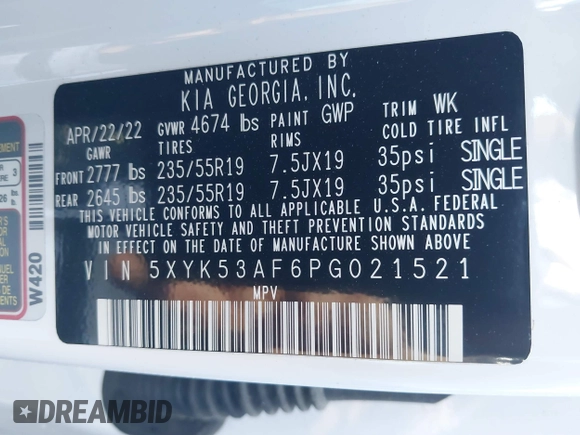 MANUFACTURED BY
KIA GEORGIA, INC.
APR/22/22 GVWR 4674 lbs PAINT GWP TRIM WK
GAWR TIRES RIMS COLD TIRE INFL
FRONT 2777 lbs 235/55R19 7.5JX19 35psi SINGLE
REAR 2645 lbs 235/55R19 7.5JX19 35psi SINGLE
THIS VEHICLE CONFORMS TO ALL APPLICABLE U.S.A. FEDERAL
MOTOR VEHICLE SAFETY AND THEFT PREVENTION STANDARDS
IN EFFECT ON THE DATE OF MANUFACTURE SHOWN ABOVE
VIN 5XYK53AF6PG021521
MPV
W420
DREAMBID